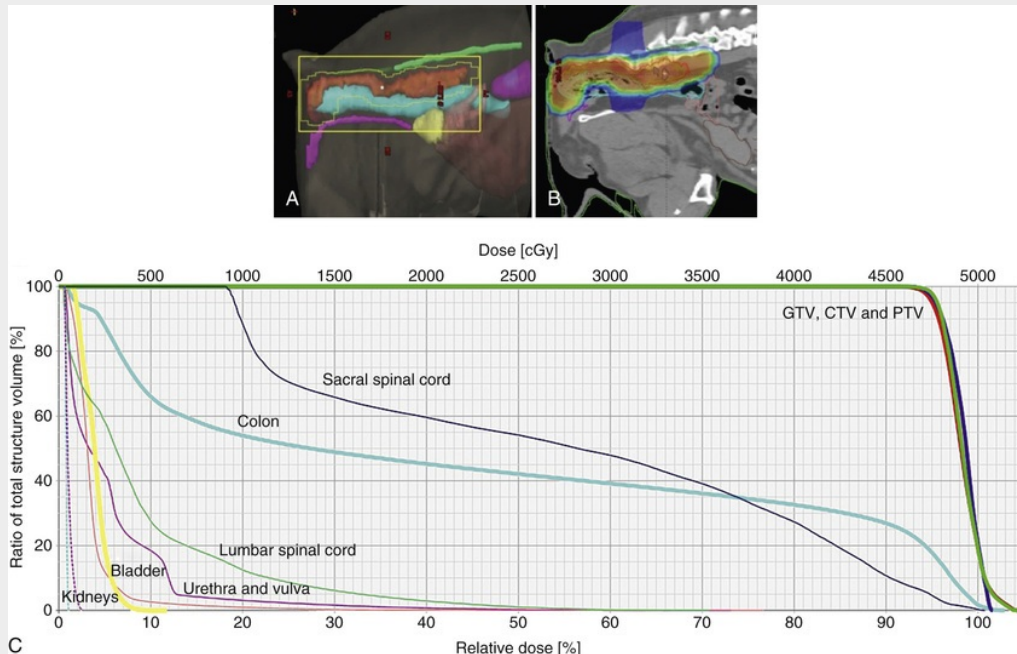 A
B
Dose [cGy]
0 500 1000 1500 2000 2500 3000 3500 4000 4500 5000
100
80
60
40
20
0
Ratio of total structure volume [%]
GTV, CTV and PTV
Sacral spinal cord
Colon
Lumbar spinal cord
Bladder
Urethra and vulva
Kidneys
0 10 20 30 40 50 60 70 80 90 100
Relative dose [%]
C